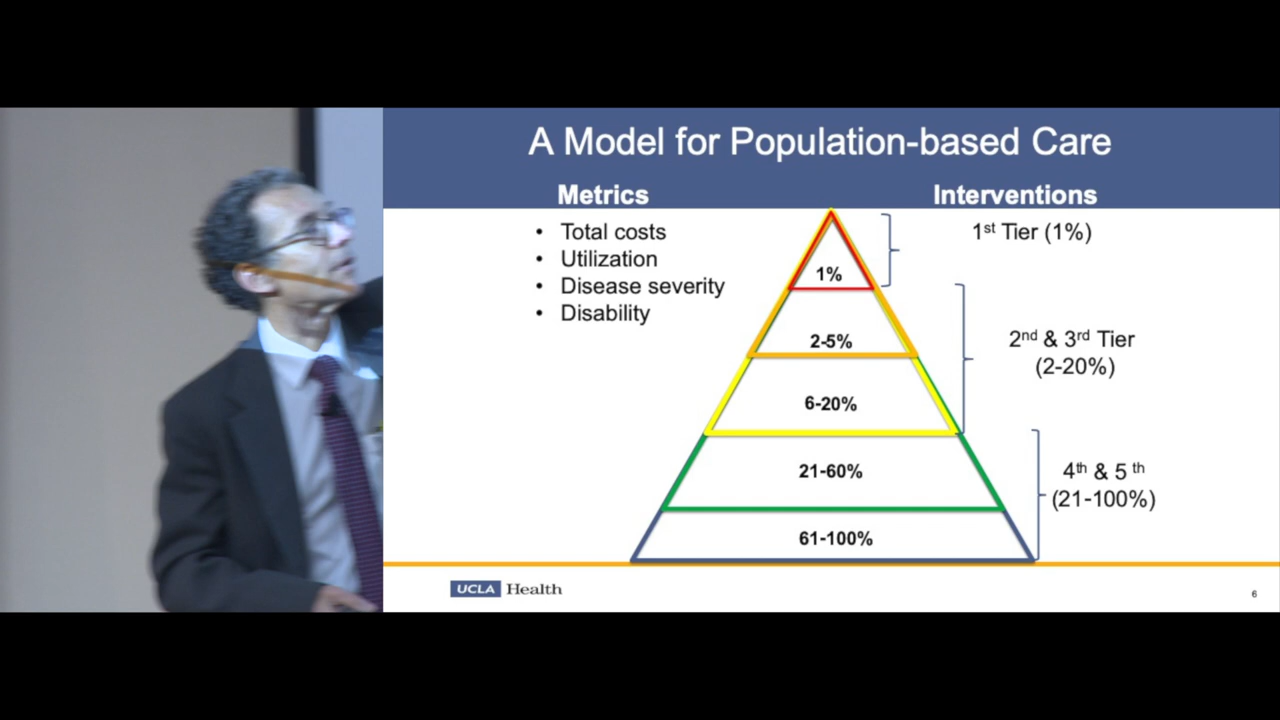 A Model for Population-based Care
Metrics
Interventions
• Total costs
• Utilization
• Disease severity
• Disability
1%
2-5%
6-20%
21-60%
61-100%
1st Tier (1%)
2nd & 3rd Tier
(2-20%)
4th & 5 th
(21-100%)
UCLA Health
6